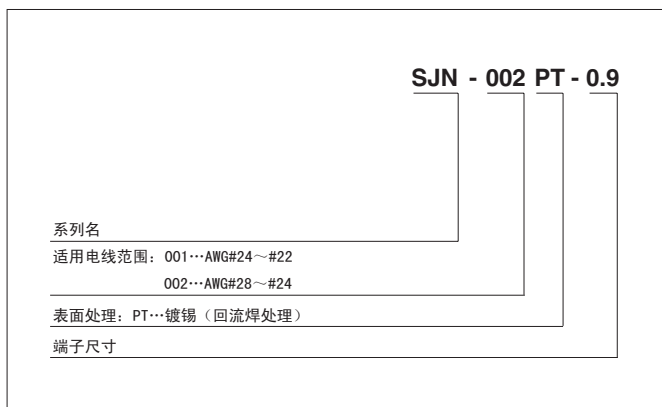 SJN - 002 PT - 0.9
系列名
适用电线范围：001…AWG#24～#22
002…AWG#28～#24
表面处理：PT…镀锡（回流焊处理）
端子尺寸